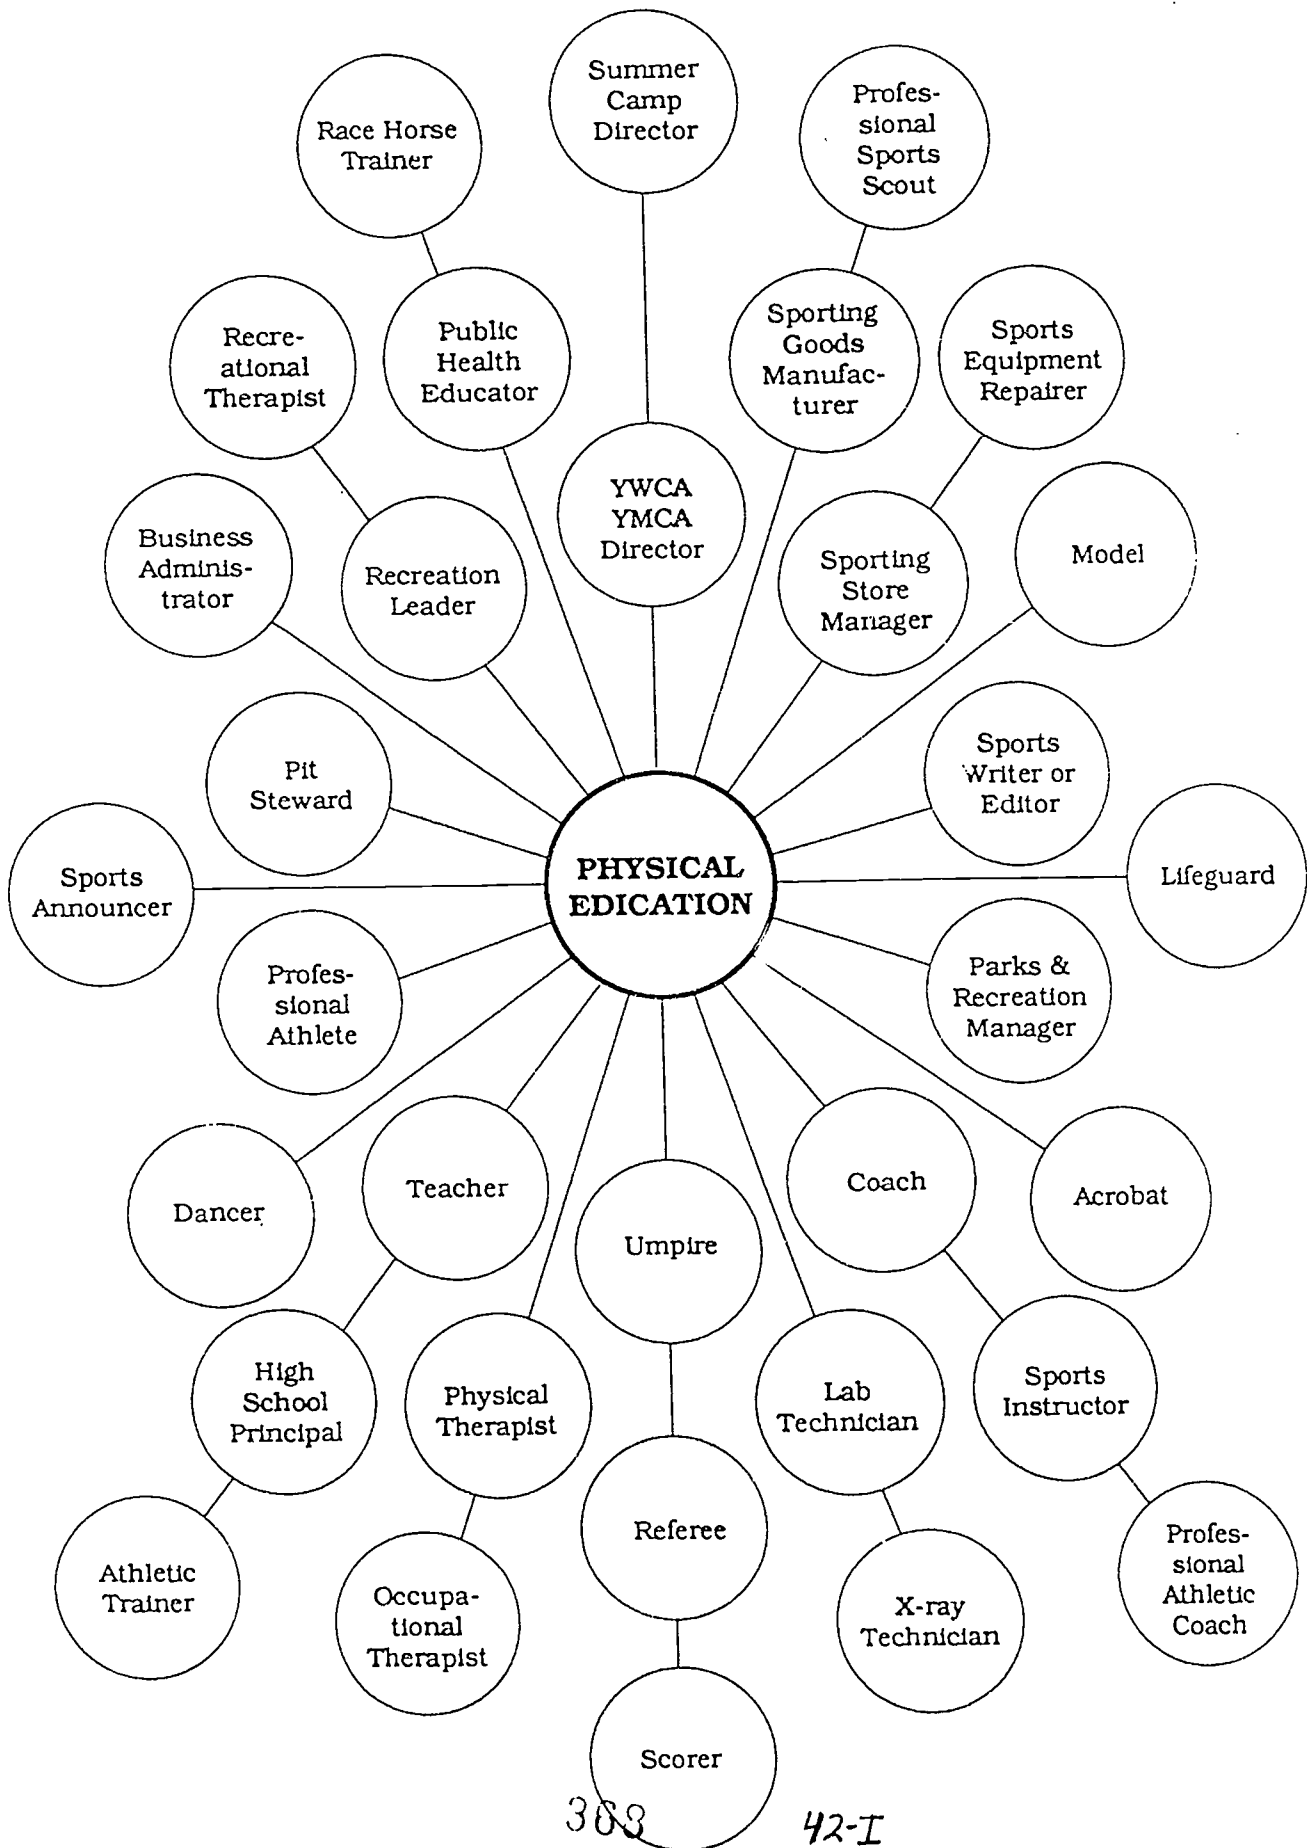 Summer
Camp
Director
Profes-
sional
Sports
Scout
Race Horse
Trainer
Recre-
ational
Therapist
Public
Health
Educator
Sporting
Goods
Manufac-
turer
Sports
Equipment
Repairer
YWCA
YMCA
Director
Business
Adminis-
trator
Recreation
Leader
Sporting
Store
Manager
Model
Pit
Steward
Sports
Writer or
Editor
Sports
Announcer
PHYSICAL
EDICATION
Lifeguard
Profes-
sional
Athlete
Parks &
Recreation
Manager
Dancer
Teacher
Umpire
Coach
Acrobat
High
School
Principal
Physical
Therapist
Lab
Technician
Sports
Instructor
Athletic
Trainer
Occupa-
tional
Therapist
Referee
X-ray
Technician
Profes-
sional
Athletic
Coach
Scorer
42-I